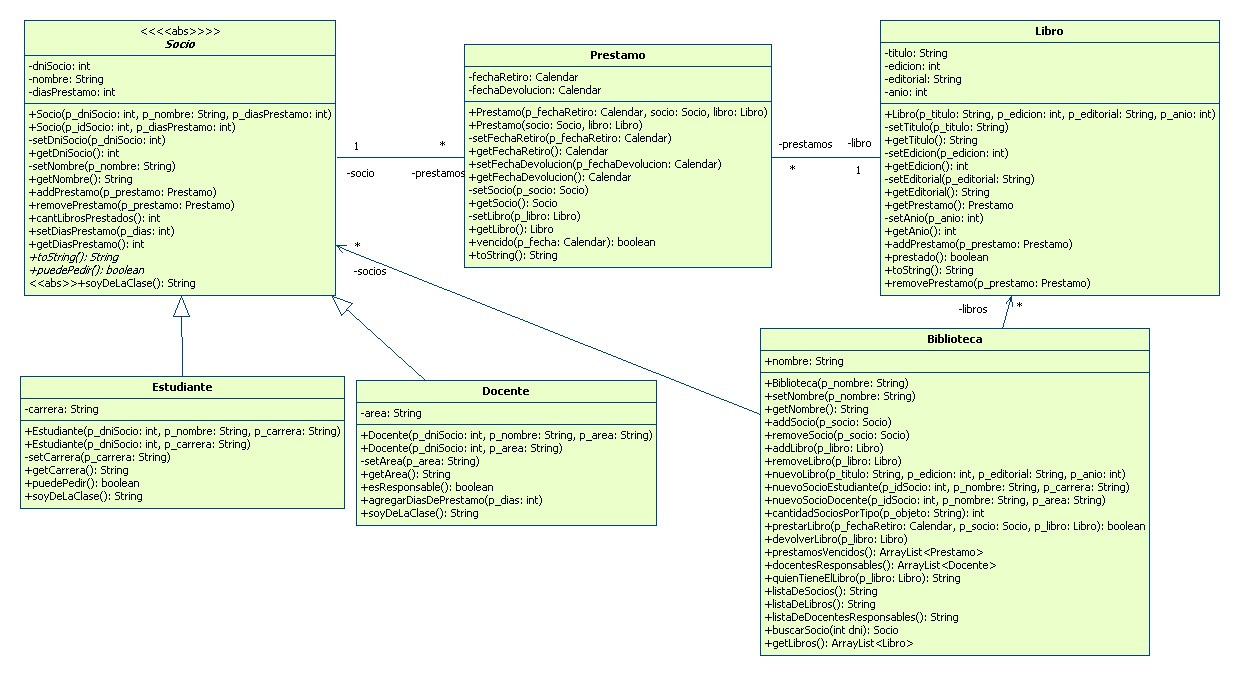 <<<<abs>>>>
Socio
-dniSocio: int
-nombre: String
-diasPrestamo: int
+Socio(p_dniSocio: int, p_nombre: String, p_diasPrestamo: int)
+Socio(p_idSocio: int, p_diasPrestamo: int)
-setDniSocio(p_dniSocio: int)
+getDniSocio(): int
-setNombre(p_nombre: String)
+getNombre(): String
+addPrestamo(p_prestamo: Prestamo)
+removePrestamo(p_prestamo: Prestamo)
+cantLibrosPrestados(): int
+setDiasPrestamo(p_dias: int)
+getDiasPrestamo(): int
+toString(): String
+puedePedir(): boolean
<<abs>>+soyDeLaClase(): String
1
*
-socio
-prestamos
Prestamo
-fechaRetiro: Calendar
-fechaDevolucion: Calendar
+Prestamo(p_fechaRetiro: Calendar, socio: Socio, libro: Libro)
+Prestamo(socio: Socio, libro: Libro)
-setFechaRetiro(p_fechaRetiro: Calendar)
+getFechaRetiro(): Calendar
+setFechaDevolucion(p_fechaDevolucion: Calendar)
+getFechaDevolucion(): Calendar
-setSocio(p_socio: Socio)
+getSocio(): Socio
-setLibro(p_libro: Libro)
+getLibro(): Libro
+vencido(p_fecha: Calendar): boolean
+toString(): String
-prestamos
-libro
*
1
Libro
-titulo: String
-edicion: int
-editorial: String
-anio: int
+Libro(p_titulo: String, p_edicion: int, p_editorial: String, p_anio: int)
-setTitulo(p_titulo: String)
+getTitulo(): String
-setEdicion(p_edicion: int)
+getEdicion(): int
-setEditorial(p_editorial: String)
+getEditorial(): String
+getPrestamo(): Prestamo
-setAnio(p_anio: int)
+getAnio(): int
+addPrestamo(p_prestamo: Prestamo)
+prestado(): boolean
+toString(): String
+removePrestamo(p_prestamo: Prestamo)
*
-socios
-libros
*
Estudiante
-carrera: String
+Estudiante(p_dniSocio: int, p_nombre: String, p_carrera: String)
+Estudiante(p_dniSocio: int, p_carrera: String)
-setCarrera(p_carrera: String)
+getCarrera(): String
+puedePedir(): boolean
+soyDeLaClase(): String
Docente
-area: String
+Docente(p_dniSocio: int, p_nombre: String, p_area: String)
+Docente(p_dniSocio: int, p_area: String)
-setArea(p_area: String)
+getArea(): String
+esResponsable(): boolean
+agregarDiasDePrestamo(p_dias: int)
+soyDeLaClase(): String
Biblioteca
+nombre: String
+Biblioteca(p_nombre: String)
+setNombre(p_nombre: String)
+getNombre(): String
+addSocio(p_socio: Socio)
+removeSocio(p_socio: Socio)
+addLibro(p_libro: Libro)
+removeLibro(p_libro: Libro)
+nuevoLibro(p_titulo: String, p_edicion: int, p_editorial: String, p_anio: int)
+nuevoSocioEstudiante(p_idSocio: int, p_nombre: String, p_carrera: String)
+nuevoSocioDocente(p_idSocio: int, p_nombre: String, p_area: String)
+cantidadSociosPorTipo(p_objeto: String): int
+prestarLibro(p_fechaRetiro: Calendar, p_socio: Socio, p_libro: Libro): boolean
+devolverLibro(p_libro: Libro)
+prestamosVencidos(): ArrayList<Prestamo>
+docentesResponsables(): ArrayList<Docente>
+quienTieneElLibro(p_libro: Libro): String
+listaDeSocios(): String
+listaDeLibros(): String
+listaDeDocentesResponsables(): String
+buscarSocio(int dni): Socio
+getLibros(): ArrayList<Libro>